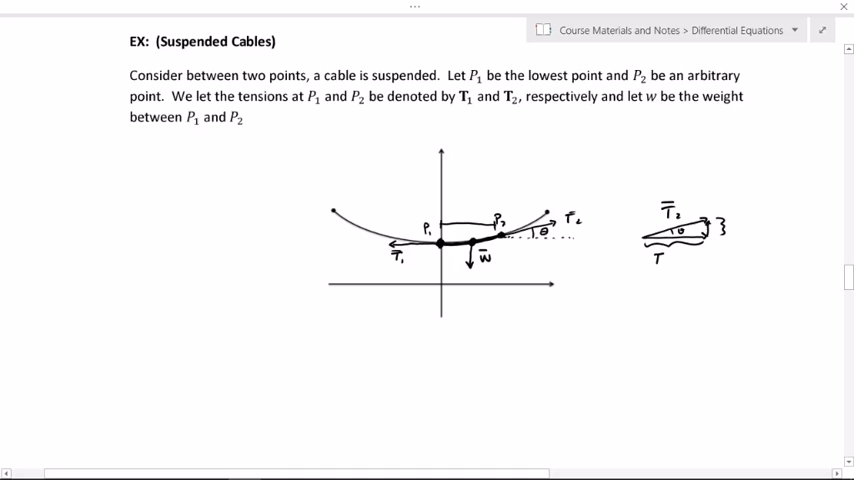 Course Materials and Notes > Differential Equations
EX: (Suspended Cables)
Consider between two points, a cable is suspended. Let P₁ be the lowest point and P₂ be an arbitrary
point. We let the tensions at P₁ and P₂ be denoted by T₁ and T₂, respectively and let w be the weight
between P₁ and P₂
P₁
P₂
T₂
θ
T₁
W
T₂
θ
T